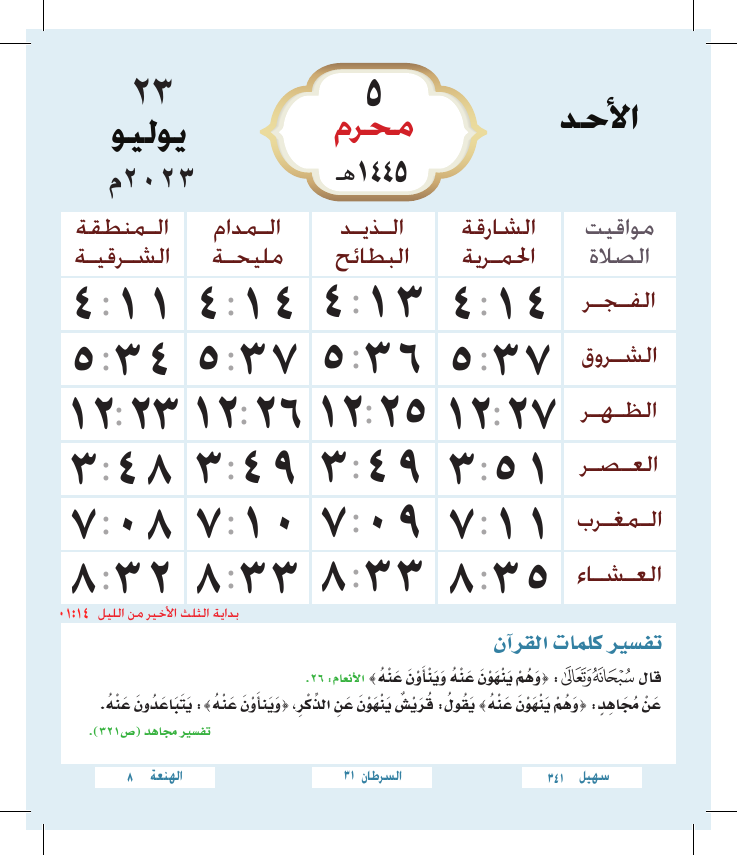 الأحد
٥
محرم
١٤٤٥هـ
٢٣
يوليو
٢٠٢٣م
مواقيت الصلاة | الشارقة الحمرية | الذيد البطائح | المدام مليحة | المنطقة الشرقية
الفجر ٤:١٤ ٤:١٣ ٤:١٤ ٤:١١
الشروق ٥:٣٧ ٥:٣٦ ٥:٣٧ ٥:٣٤
الظهر ١٢:٢٧ ١٢:٢٥ ١٢:٢٦ ١٢:٢٣
العصر ٣:٥١ ٣:٤٩ ٣:٤٩ ٣:٤٨
المغرب ٧:١١ ٧:٠٩ ٧:١٠ ٧:٠٨
العشاء ٨:٣٥ ٨:٣٣ ٨:٣٣ ٨:٣٢
بداية الثلث الأخير من الليل ٠١:١٤
تفسير كلمات القرآن
قال سُبْحَانَهُ وَتَعَالَىٰ: ﴿وَهُمْ يَنْهَوْنَ عَنْهُ وَيَنْأَوْنَ عَنْهُ﴾ الأنعام: ٢٦.
عَنْ مُجَاهِدٍ: ﴿وَهُمْ يَنْهَوْنَ عَنْهُ﴾ يَقُولُ: قُرَيْشٌ يَنْهَوْنَ عَنِ الذِّكْرِ، ﴿وَيَنأَوْنَ عَنْهُ﴾: يَتَبَاعَدُونَ عَنْهُ.
تفسير مجاهد (ص٣٢١).
سهيل ٣٤١
السرطان ٣١
الهنعة ٨